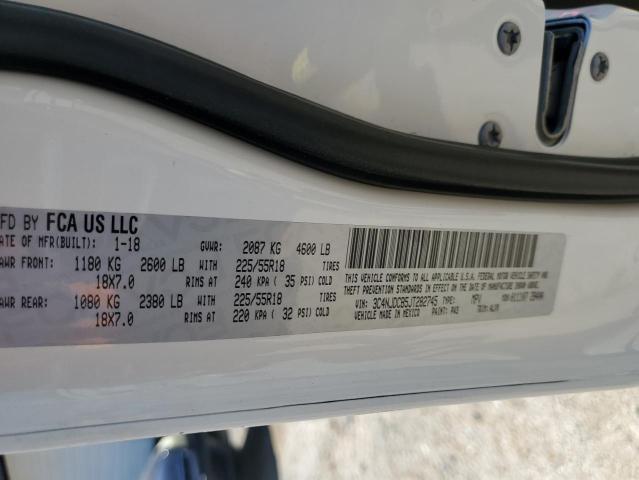 FD BY FCA US LLC
ATE OF MFR(BUILT): 1-18 GVWR: 2087 KG 4600 LB
AWR FRONT: 1180 KG 2600 LB WITH 225/55R18 TIRES
18X7.0 RIMS AT 240 KPA ( 35 PSI) COLD
AWR REAR: 1080 KG 2380 LB WITH 225/55R18 TIRES
18X7.0 RIMS AT 220 KPA ( 32 PSI) COLD
THIS VEHICLE CONFORMS TO ALL APPLICABLE U.S.A. FEDERAL MOTOR VEHICLE SAFETY AND
THEFT PREVENTION STANDARDS IN EFFECT ON THE DATE OF MANUFACTURE SHOWN ABOVE.
VIN: 3C4NJDCB5JT282745 TYPE: MPV
VEHICLE MADE IN MEXICO PAINT: PW3 TRIM: